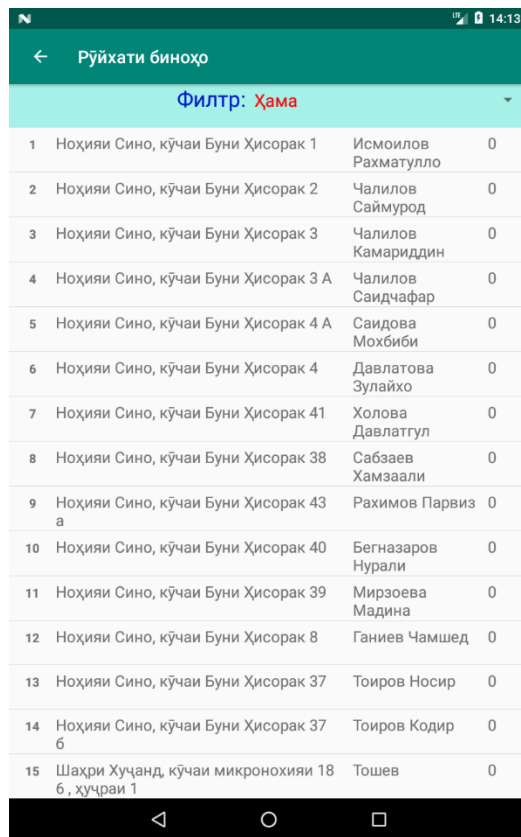 LTE 14:13
Рӯйхати биноҳо
Филтр: Ҳама
1 Ноҳияи Сино, кӯчаи Буни Ҳисорак 1 Исмоилов 0
Рахматулло
2 Ноҳияи Сино, кӯчаи Буни Ҳисорак 2 Чалилов 0
Саймурод
3 Ноҳияи Сино, кӯчаи Буни Ҳисорак 3 Чалилов 0
Камариддин
4 Ноҳияи Сино, кӯчаи Буни Ҳисорак 3 А Чалилов 0
Саидчафар
5 Ноҳияи Сино, кӯчаи Буни Ҳисорак 4 А Саидова 0
Мохбиби
6 Ноҳияи Сино, кӯчаи Буни Ҳисорак 4 Давлатова 0
Зулайхо
7 Ноҳияи Сино, кӯчаи Буни Ҳисорак 41 Холова 0
Давлатгул
8 Ноҳияи Сино, кӯчаи Буни Ҳисорак 38 Сабзаев 0
Хамзаали
9 Ноҳияи Сино, кӯчаи Буни Ҳисорак 43 Рахимов Парвиз 0
а
10 Ноҳияи Сино, кӯчаи Буни Ҳисорак 40 Бегназаров 0
Нурали
11 Ноҳияи Сино, кӯчаи Буни Ҳисорак 39 Мирзоева 0
Мадина
12 Ноҳияи Сино, кӯчаи Буни Ҳисорак 8 Ганиев Чамшед 0
13 Ноҳияи Сино, кӯчаи Буни Ҳисорак 37 Тоиров Носир 0
14 Ноҳияи Сино, кӯчаи Буни Ҳисорак 37 Тоиров Кодир 0
б
15 Шаҳри Хуҷанд, кӯчаи микронохияи 18 Тошев 0
6 , ҳуҷраи 1